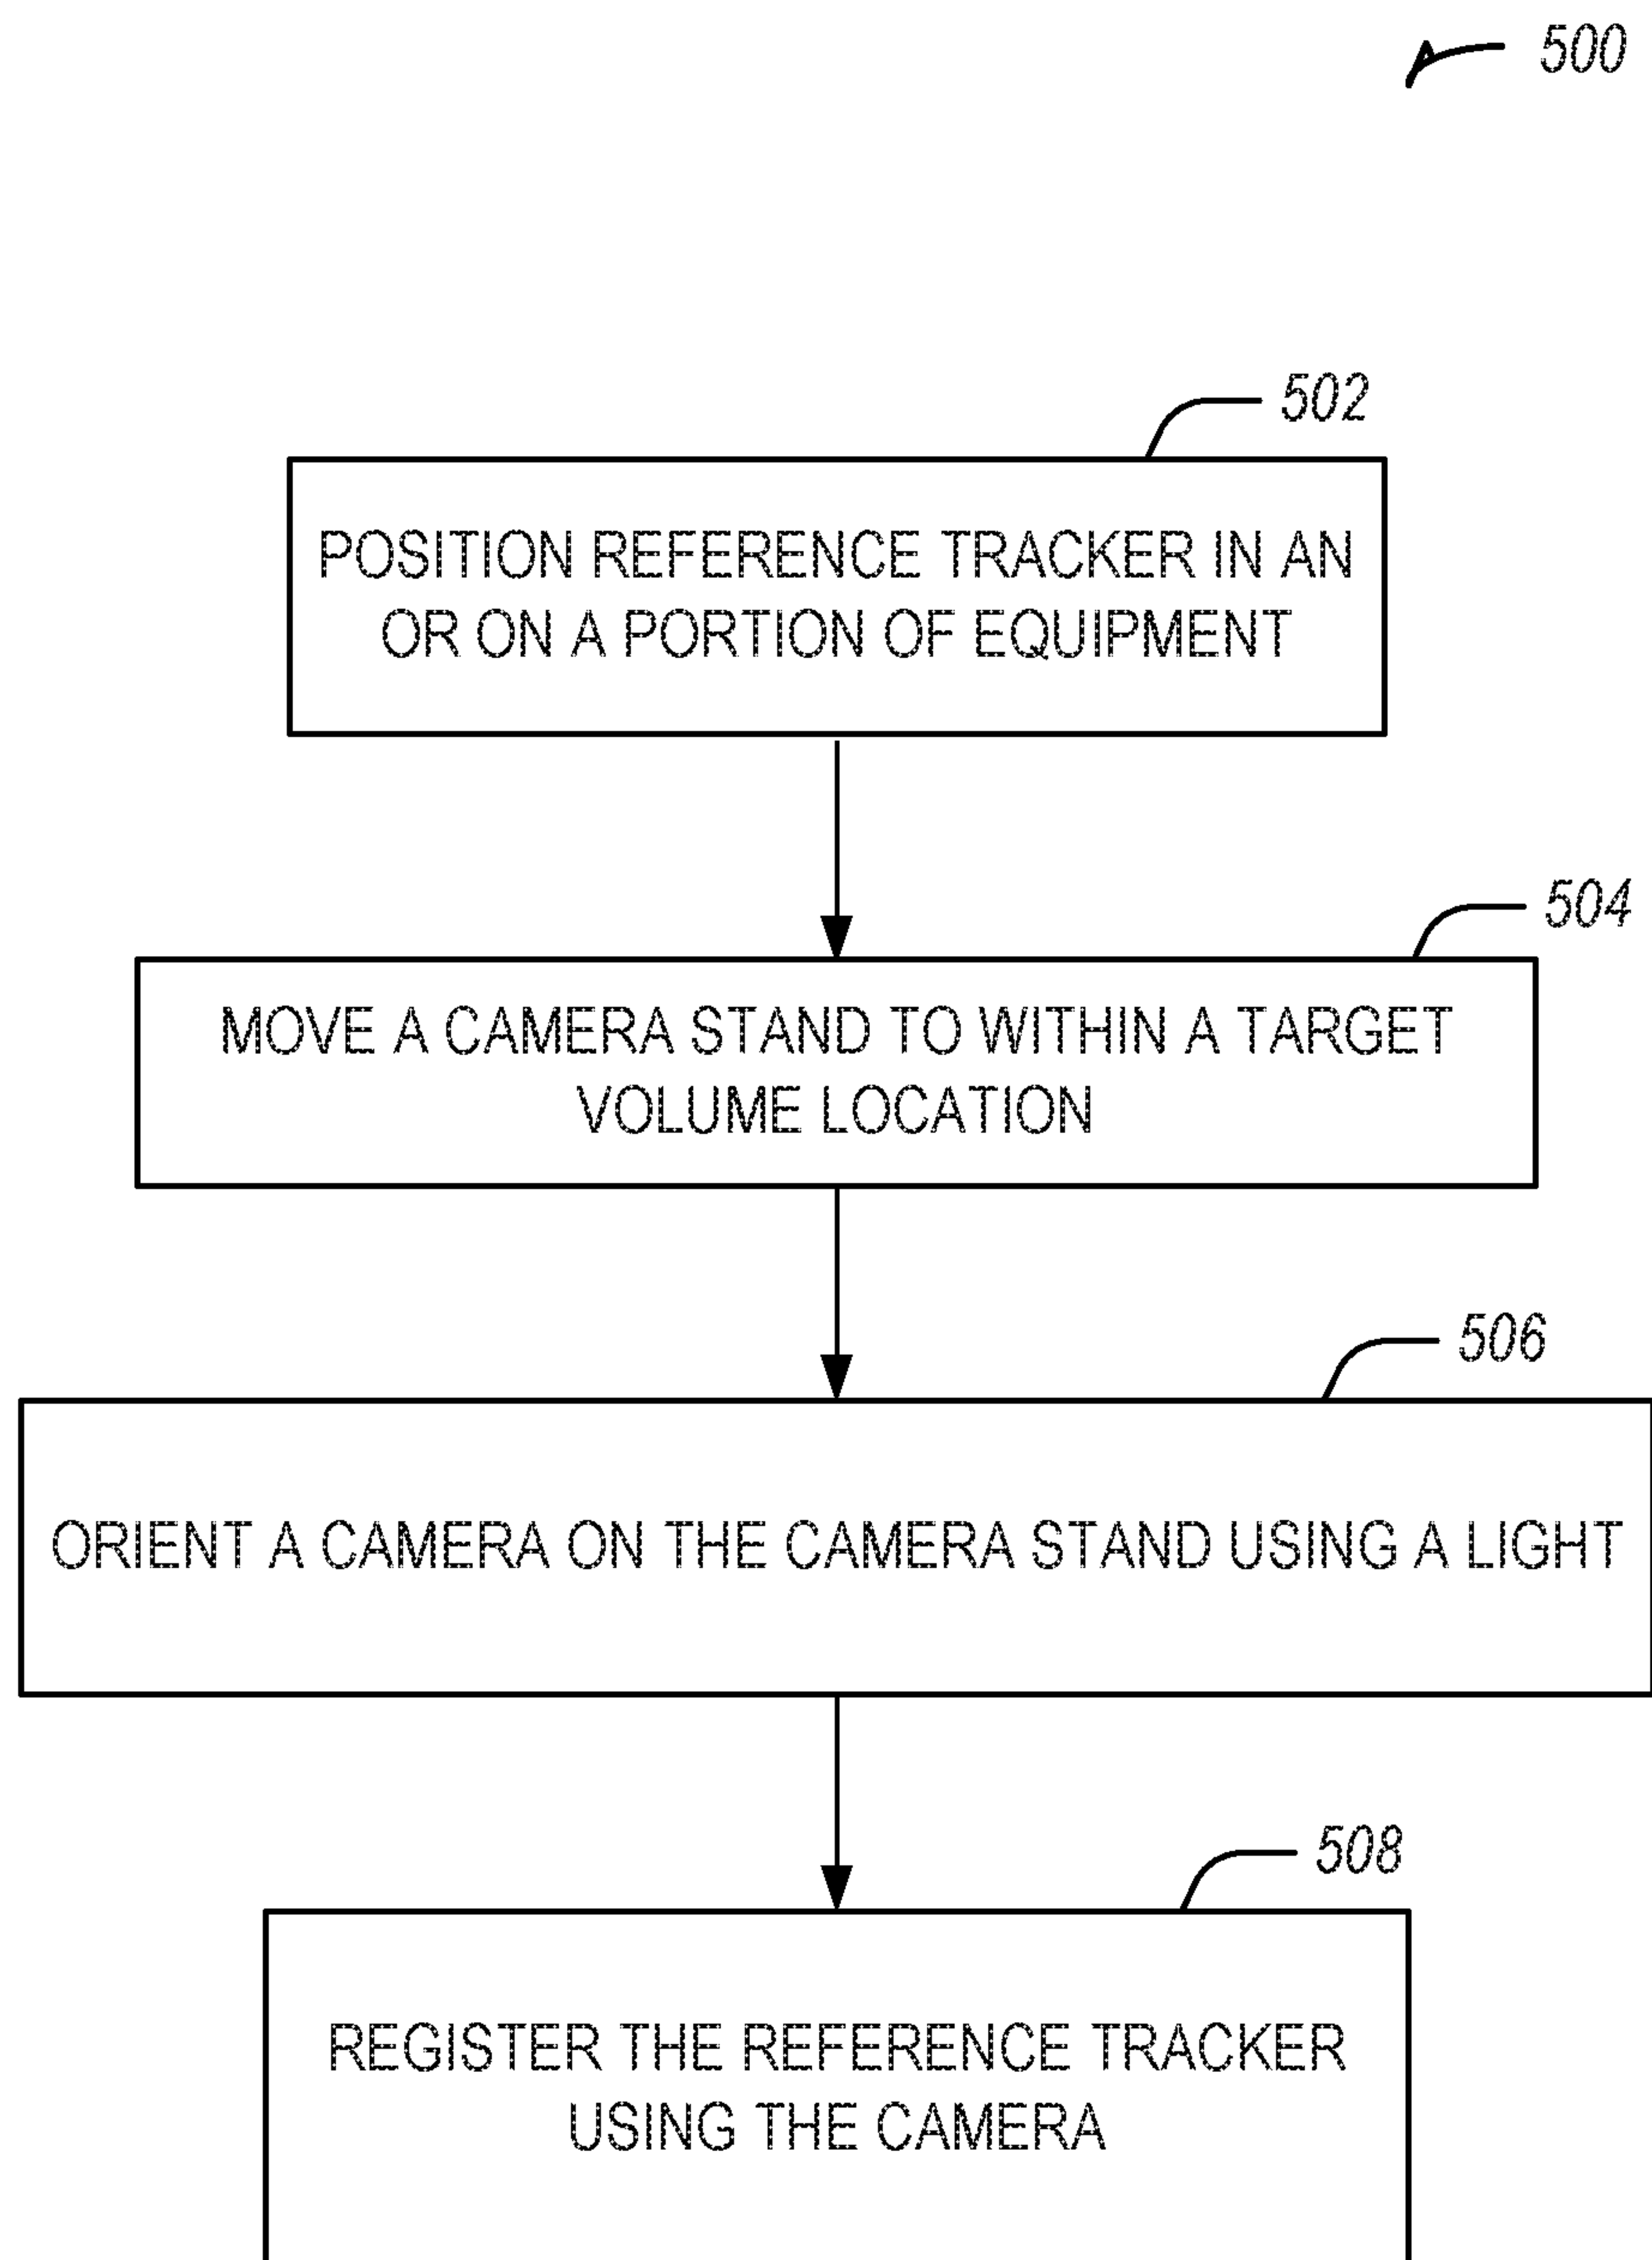 500
502
POSITION REFERENCE TRACKER IN AN
OR ON A PORTION OF EQUIPMENT
504
MOVE A CAMERA STAND TO WITHIN A TARGET
VOLUME LOCATION
506
ORIENT A CAMERA ON THE CAMERA STAND USING A LIGHT
508
REGISTER THE REFERENCE TRACKER
USING THE CAMERA